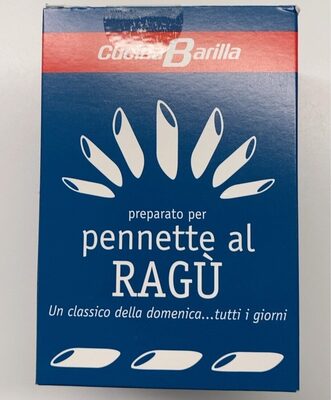 CucinaBarilla
preparato per
pennette al
RAGÙ
Un classico della domenica...tutti i giorni